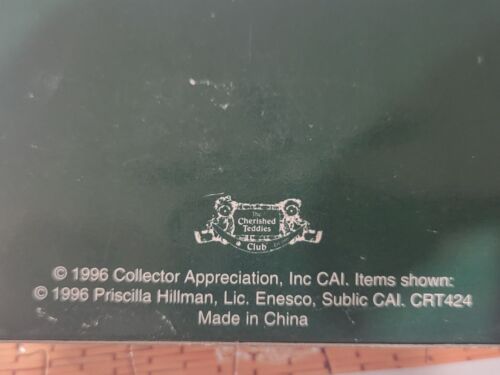 The
Cherished
Teddies
Club
© 1996 Collector Appreciation, Inc CAI. Items shown:
© 1996 Priscilla Hillman, Lic. Enesco, Sublic CAI. CRT424
Made in China